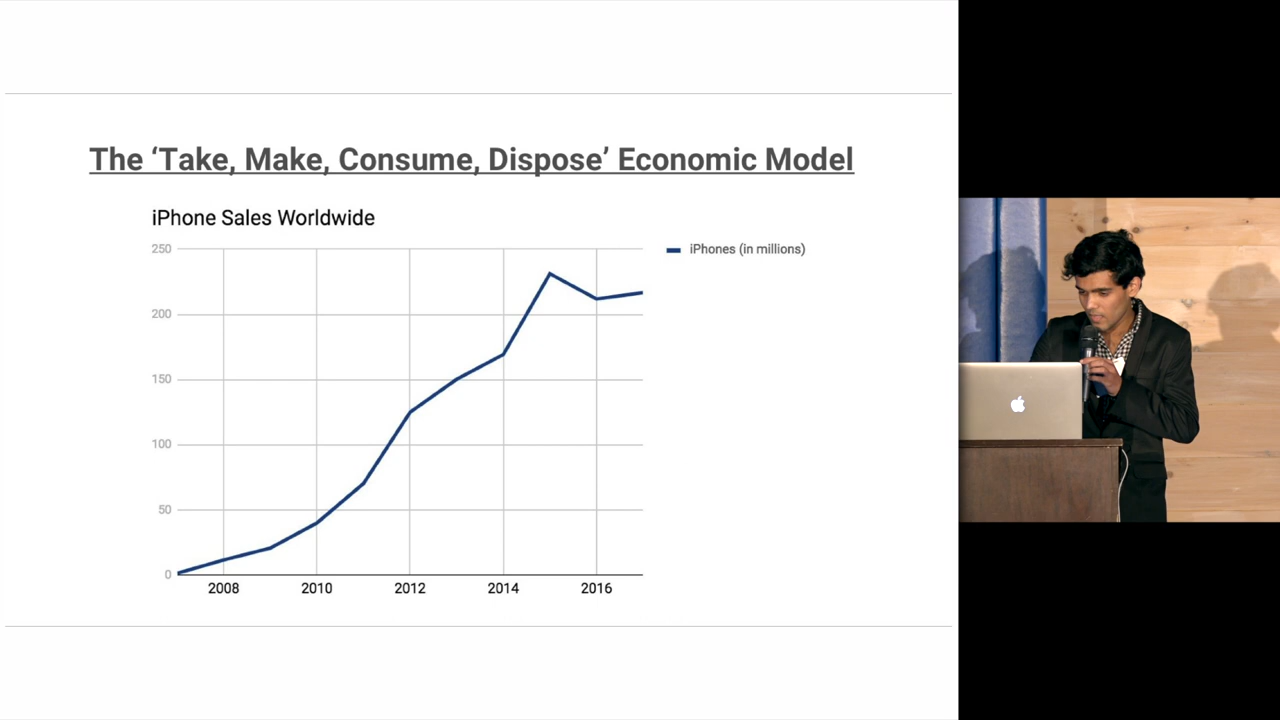 The ‘Take, Make, Consume, Dispose’ Economic Model
iPhone Sales Worldwide
iPhones (in millions)
250
200
150
100
50
0
2008 2010 2012 2014 2016